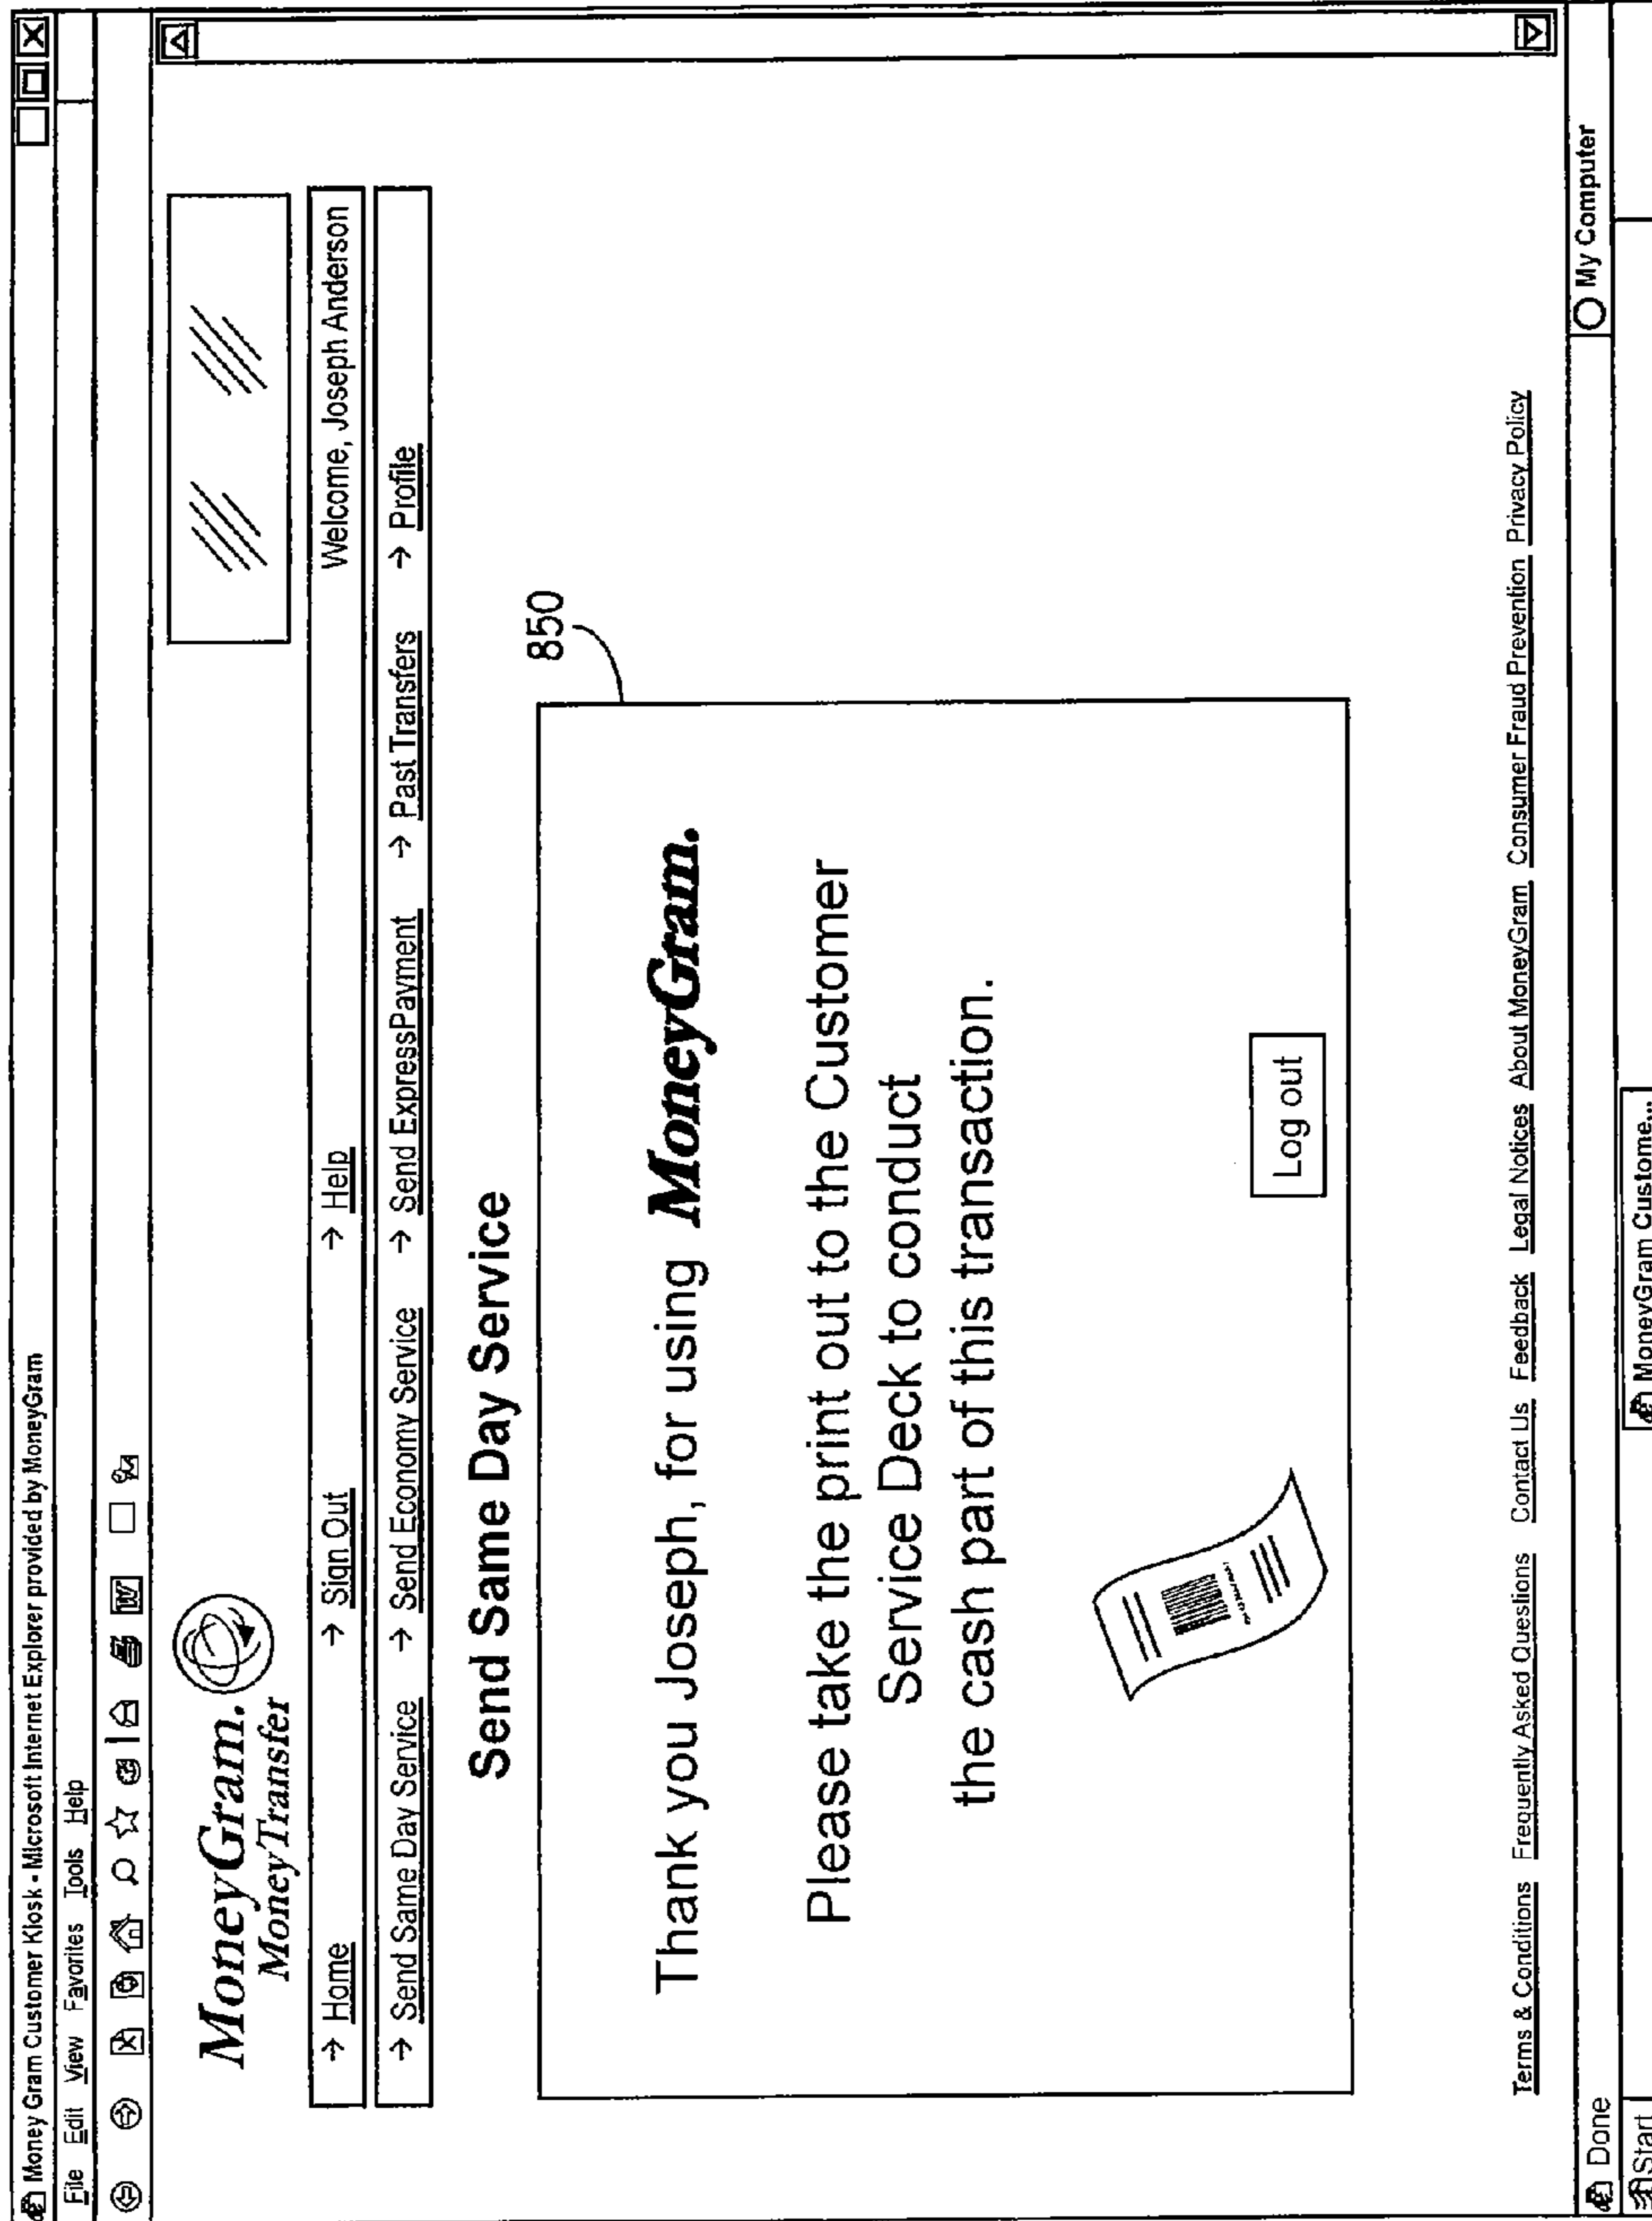 Money Gram Customer Kiosk - Microsoft Internet Explorer provided by MoneyGram
File Edit View Favorites Tools Help
W
MoneyGram.
MoneyTransfer
→ Home → Sign Out → Help Welcome, Joseph Anderson
→ Send Same Day Service → Send Economy Service → Send ExpressPayment → Past Transfers → Profile
Send Same Day Service
850
Thank you Joseph, for using MoneyGram.
Please take the print out to the Customer
Service Deck to conduct
the cash part of this transaction.
Log out
Terms & Conditions Frequently Asked Questions Contact Us Feedback Legal Notices About MoneyGram Consumer Fraud Prevention Privacy Policy
Done My Computer
Start MoneyGram Custome...